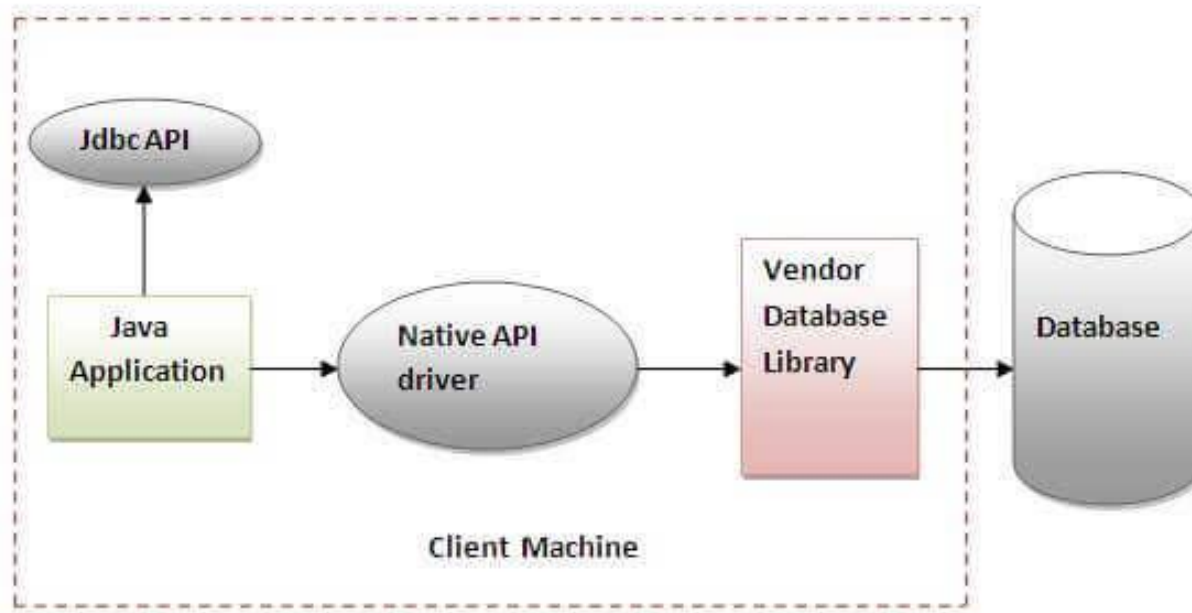 Jdbc API
Java
Application
Native API
driver
Vendor
Database
Library
Database
Client Machine